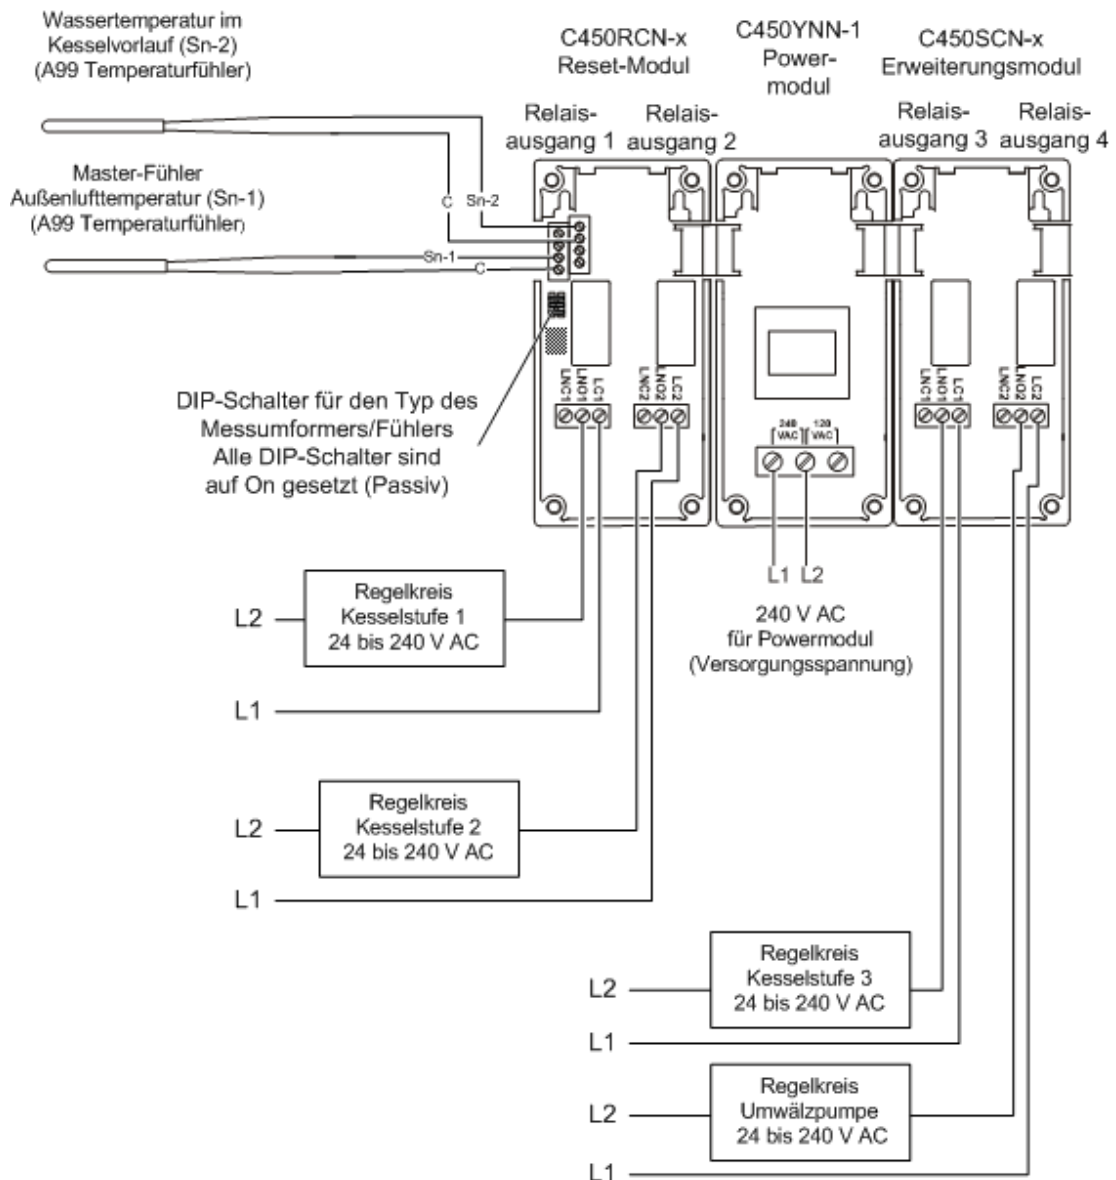 Wassertemperatur im
Kesselvorlauf (Sn-2)
(A99 Temperaturfühler)
Master-Fühler
Außenlufttemperatur (Sn-1)
(A99 Temperaturfühler)
C450RCN-x
Reset-Modul
C450YNN-1
Power-
modul
C450SCN-x
Erweiterungsmodul
Relais-
ausgang 1
Relais-
ausgang 2
Relais-
ausgang 3
Relais-
ausgang 4
C
Sn-2
Sn-1
C
LNC1
LNO1
LC1
LNC2
LNO2
LC2
240
VAC
120
VAC
LNC1
LNO1
LC1
LNC2
LNO2
LC2
DIP-Schalter für den Typ des
Messumformers/Fühlers
Alle DIP-Schalter sind
auf On gesetzt (Passiv)
L1
L2
240 V AC
für Powermodul
(Versorgungsspannung)
L2
Regelkreis
Kesselstufe 1
24 bis 240 V AC
L1
L2
Regelkreis
Kesselstufe 2
24 bis 240 V AC
L1
L2
Regelkreis
Kesselstufe 3
24 bis 240 V AC
L1
L2
Regelkreis
Umwälzpumpe
24 bis 240 V AC
L1